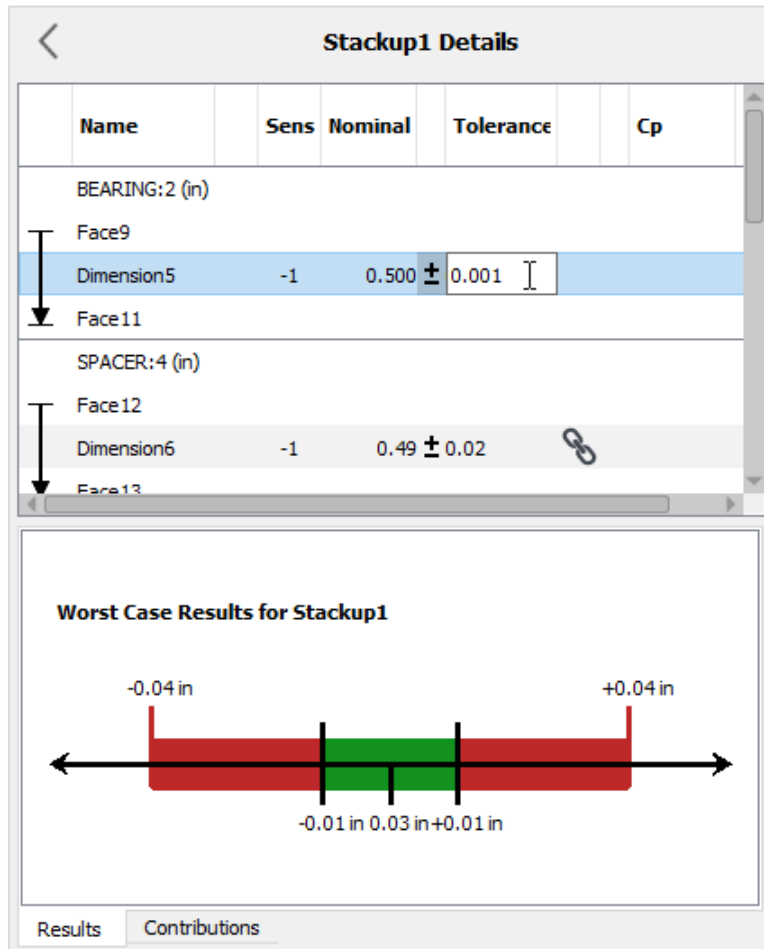 Stackup1 Details
Name Sens Nominal Tolerance Cp
BEARING:2 (in)
Face9
Dimension5 -1 0.500 ± 0.001
Face11
SPACER:4 (in)
Face12
Dimension6 -1 0.49 ± 0.02
Face13
Worst Case Results for Stackup1
-0.04 in +0.04 in
-0.01 in 0.03 in +0.01 in
Results Contributions